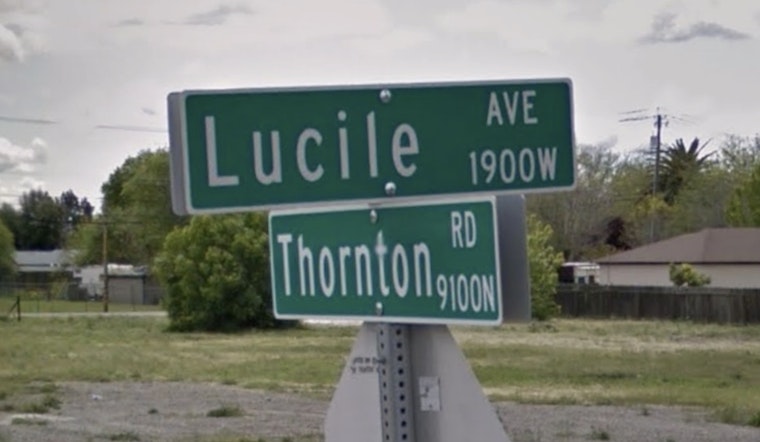 Lucile AVE
1900W
Thornton RD
9100N